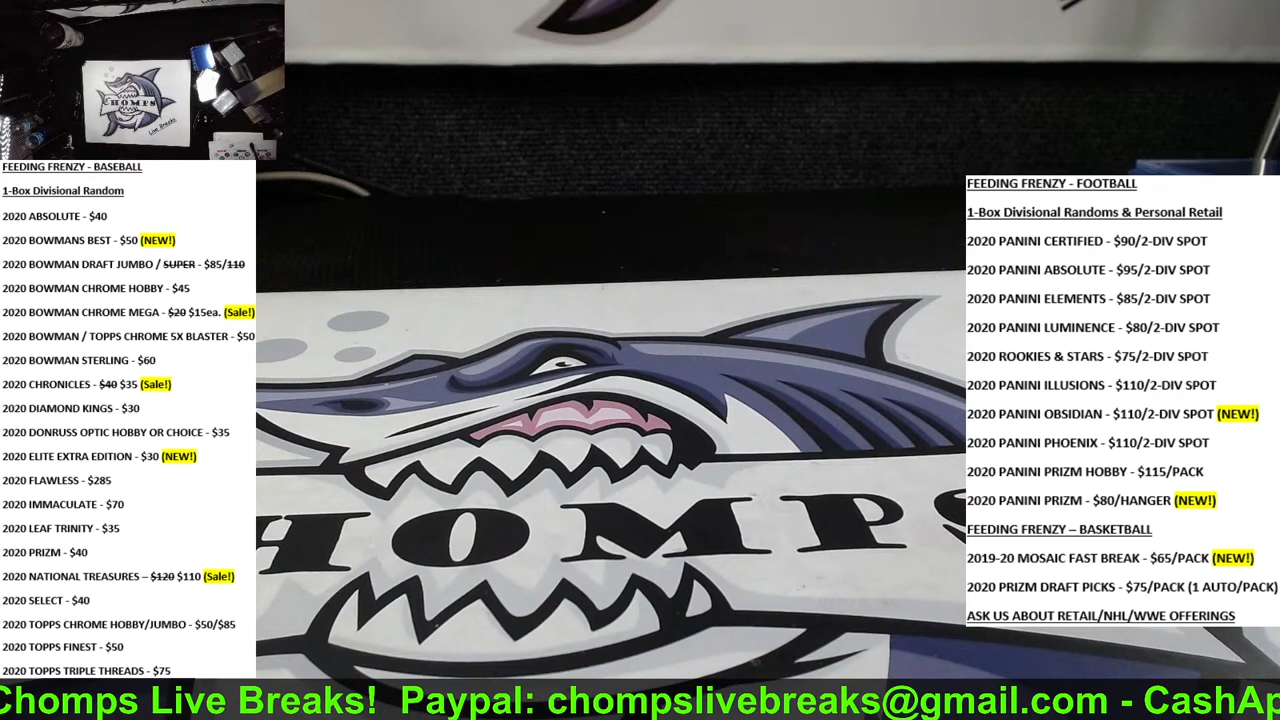 CHOMPS
Live Breaks
FEEDING FRENZY - BASEBALL
1-Box Divisional Random
2020 ABSOLUTE - $40
2020 BOWMANS BEST - $50 (NEW!)
2020 BOWMAN DRAFT JUMBO / SUPER - $85/110
2020 BOWMAN CHROME HOBBY - $45
2020 BOWMAN CHROME MEGA - $20 $15ea. (Sale!)
2020 BOWMAN / TOPPS CHROME 5X BLASTER - $50
2020 BOWMAN STERLING - $60
2020 CHRONICLES - $40 $35 (Sale!)
2020 DIAMOND KINGS - $30
2020 DONRUSS OPTIC HOBBY OR CHOICE - $35
2020 ELITE EXTRA EDITION - $30 (NEW!)
2020 FLAWLESS - $285
2020 IMMACULATE - $70
2020 LEAF TRINITY - $35
2020 PRIZM - $40
2020 NATIONAL TREASURES – $120 $110 (Sale!)
2020 SELECT - $40
2020 TOPPS CHROME HOBBY/JUMBO - $50/$85
2020 TOPPS FINEST - $50
2020 TOPPS TRIPLE THREADS - $75
HOMPS
FEEDING FRENZY - FOOTBALL
1-Box Divisional Randoms & Personal Retail
2020 PANINI CERTIFIED - $90/2-DIV SPOT
2020 PANINI ABSOLUTE - $95/2-DIV SPOT
2020 PANINI ELEMENTS - $85/2-DIV SPOT
2020 PANINI LUMINENCE - $80/2-DIV SPOT
2020 ROOKIES & STARS - $75/2-DIV SPOT
2020 PANINI ILLUSIONS - $110/2-DIV SPOT
2020 PANINI OBSIDIAN - $110/2-DIV SPOT (NEW!)
2020 PANINI PHOENIX - $110/2-DIV SPOT
2020 PANINI PRIZM HOBBY - $115/PACK
2020 PANINI PRIZM - $80/HANGER (NEW!)
FEEDING FRENZY – BASKETBALL
2019-20 MOSAIC FAST BREAK - $65/PACK (NEW!)
2020 PRIZM DRAFT PICKS - $75/PACK (1 AUTO/PACK)
ASK US ABOUT RETAIL/NHL/WWE OFFERINGS
Chomps Live Breaks! Paypal: chompslivebreaks@gmail.com - CashAp